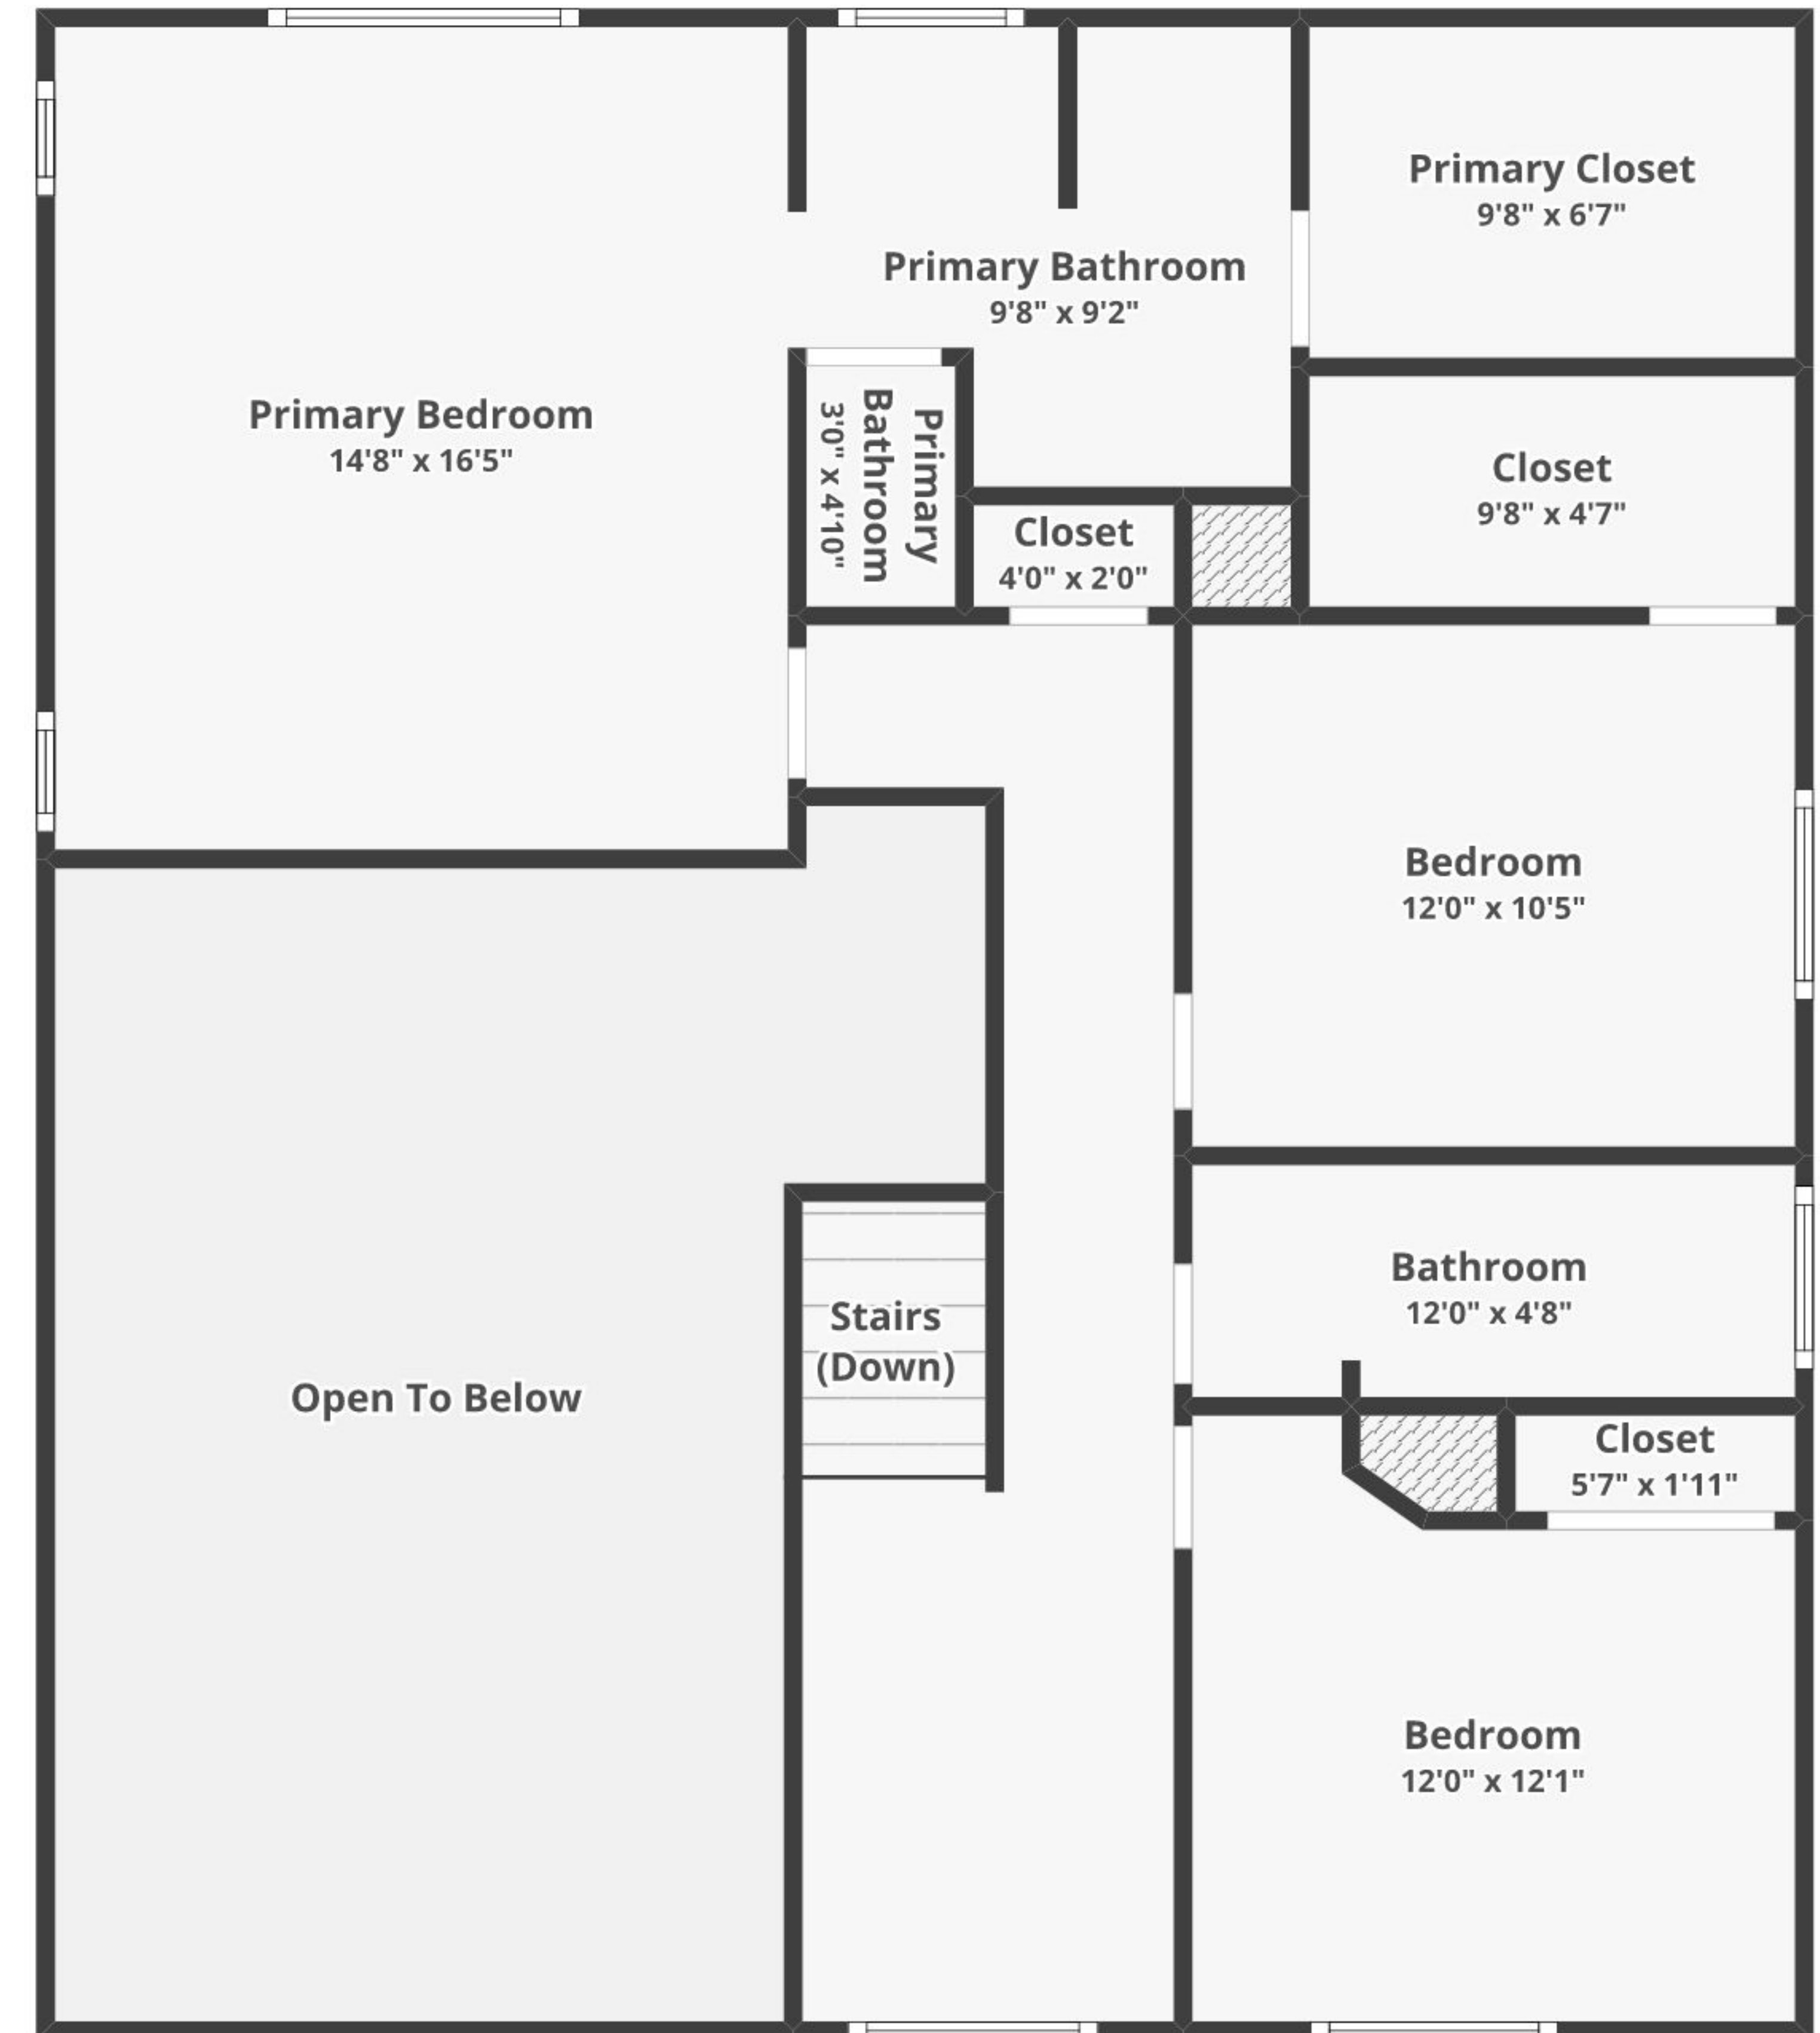 Primary Closet
9'8" x 6'7"
Primary Bathroom
9'8" x 9'2"
Primary Bedroom
14'8" x 16'5"
Primary
Bathroom
3'0" x 4'10"
Closet
9'8" x 4'7"
Closet
4'0" x 2'0"
Bedroom
12'0" x 10'5"
Bathroom
12'0" x 4'8"
Stairs
(Down)
Open To Below
Closet
5'7" x 1'11"
Bedroom
12'0" x 12'1"